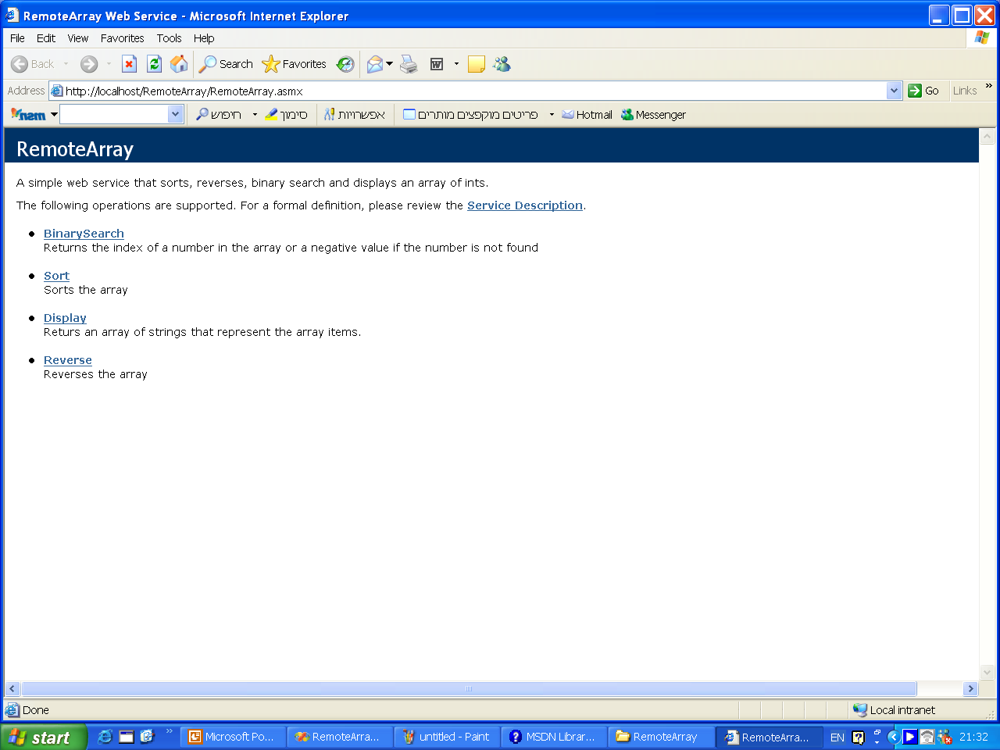 RemoteArray Web Service - Microsoft Internet Explorer
File Edit View Favorites Tools Help
Back Search Favorites
Address http://localhost/RemoteArray/RemoteArray.asmx Go Links »
msn חיפוש סימון אפשרויות פריטים מוקפצים מותרים Hotmail Messenger
RemoteArray
A simple web service that sorts, reverses, binary search and displays an array of ints.
The following operations are supported. For a formal definition, please review the Service Description.
• BinarySearch
Returns the index of a number in the array or a negative value if the number is not found
• Sort
Sorts the array
• Display
Returs an array of strings that represent the array items.
• Reverse
Reverses the array
Done Local intranet
start » Microsoft Po... RemoteArra... untitled - Paint MSDN Librar... RemoteArray RemoteArra... EN 21:32